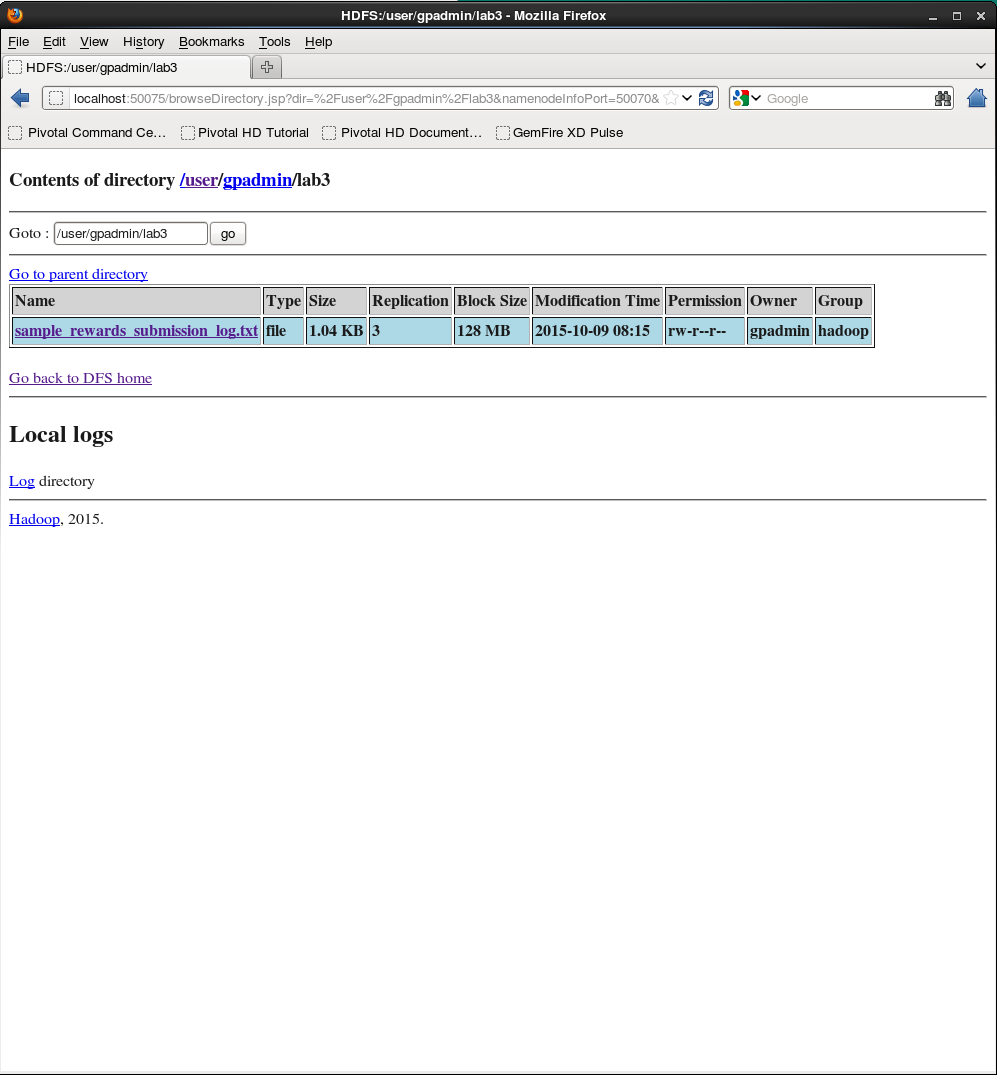 HDFS:/user/gpadmin/lab3 - Mozilla Firefox
File Edit View History Bookmarks Tools Help
HDFS:/user/gpadmin/lab3
localhost:50075/browseDirectory.jsp?dir=%2Fuser%2Fgpadmin%2Flab3&namenodeInfoPort=50070& Google
Pivotal Command Ce... Pivotal HD Tutorial Pivotal HD Document... GemFire XD Pulse
Contents of directory /user/gpadmin/lab3
Goto : /user/gpadmin/lab3 go
Go to parent directory
Name Type Size Replication Block Size Modification Time Permission Owner Group
sample_rewards_submission_log.txt file 1.04 KB 3 128 MB 2015-10-09 08:15 rw-r--r-- gpadmin hadoop
Go back to DFS home
Local logs
Log directory
Hadoop, 2015.